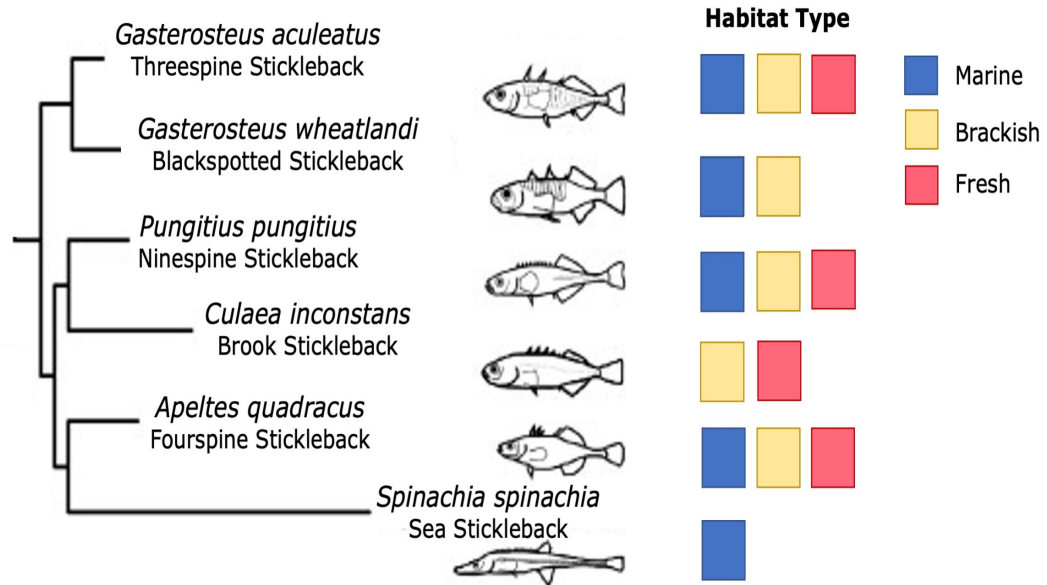 Gasterosteus aculeatus
Threespine Stickleback
Gasterosteus wheatlandi
Blackspotted Stickleback
Pungitius pungitius
Ninespine Stickleback
Culaea inconstans
Brook Stickleback
Apeltes quadracus
Fourspine Stickleback
Spinachia spinachia
Sea Stickleback
Habitat Type
Marine
Brackish
Fresh